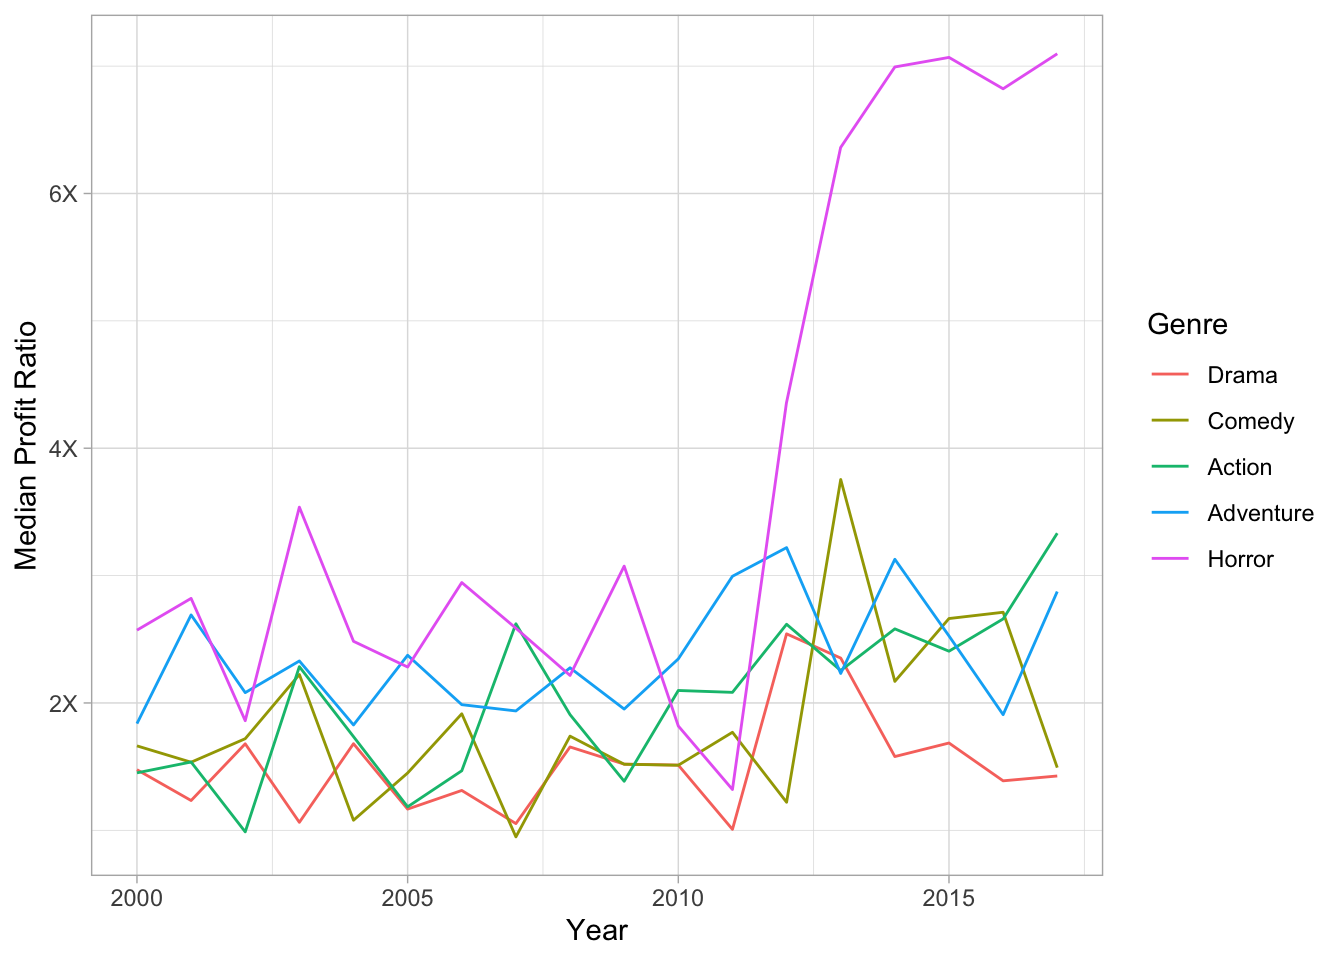 6X
4X
2X
Median Profit Ratio
2000 2005 2010 2015
Year
Genre
Drama
Comedy
Action
Adventure
Horror